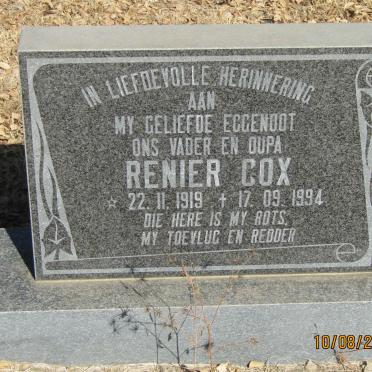 IN LIEFDEVOLLE HERINNERING
AAN
MY GELIEFDE EGGENOOT
ONS VADER EN OUPA
RENIER COX
☆ 22. 11. 1919 ✝ 17. 09. 1994
DIE HERE IS MY ROTS,
MY TOEVLUG EN REDDER
10/08/2